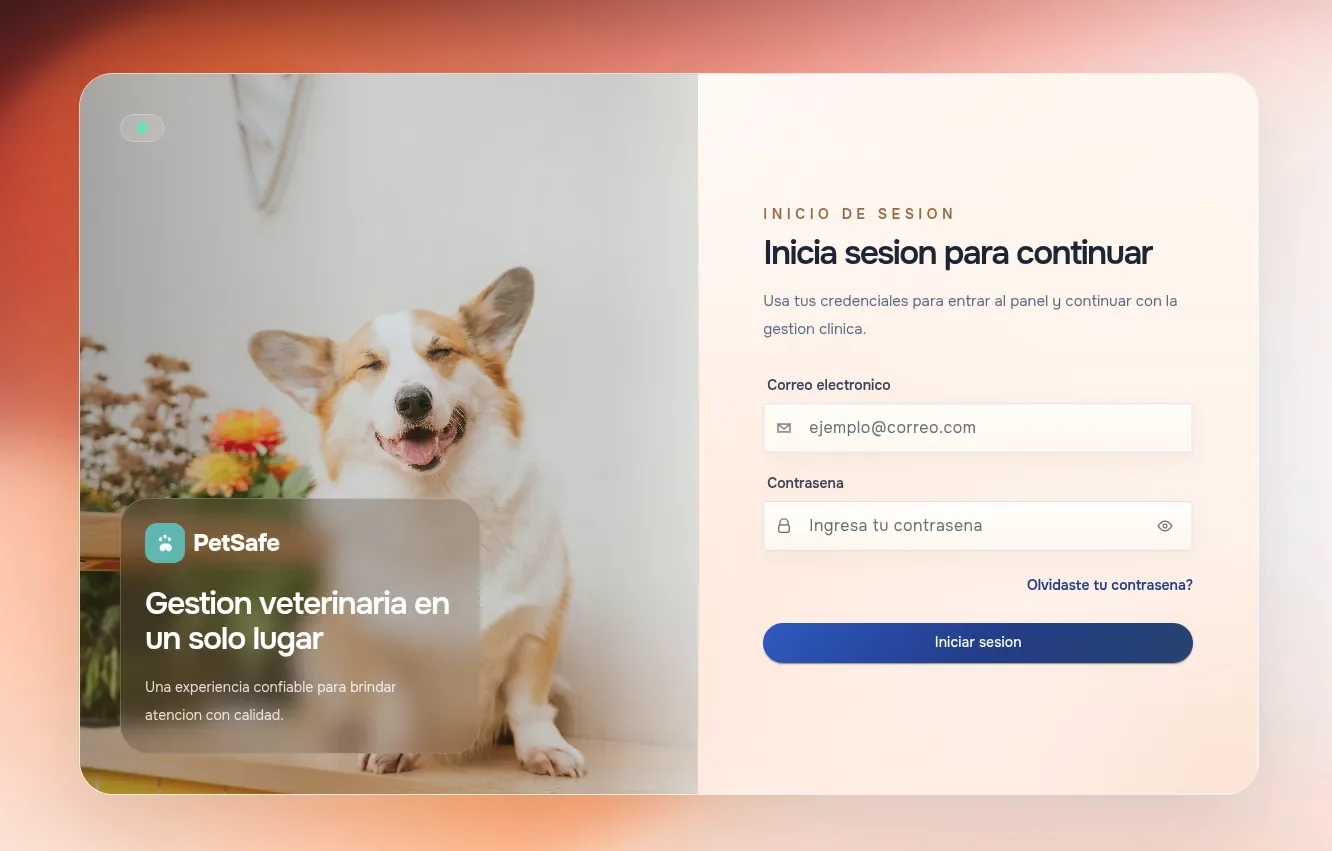 PetSafe
Gestion veterinaria en
un solo lugar
Una experiencia confiable para brindar
atencion con calidad.
INICIO DE SESION
Inicia sesion para continuar
Usa tus credenciales para entrar al panel y continuar con la
gestion clinica.
Correo electronico
ejemplo@correo.com
Contrasena
Ingresa tu contrasena
Olvidaste tu contrasena?
Iniciar sesion